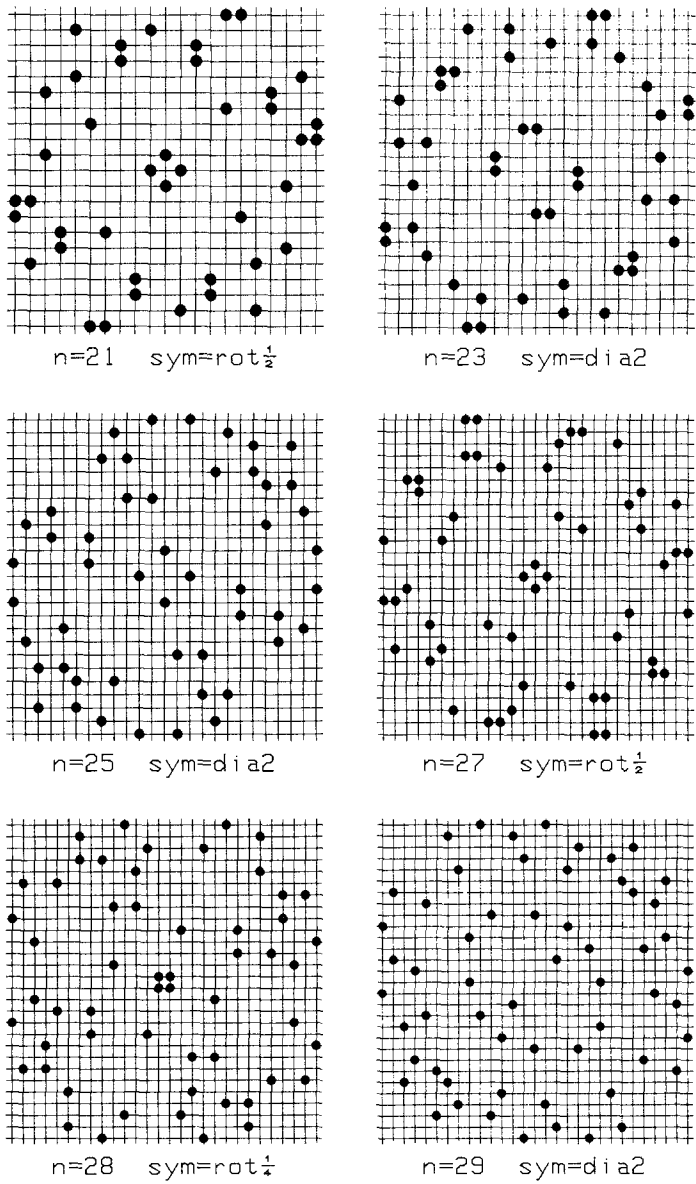 n=21 sym=rot½
n=23 sym=dia2
n=25 sym=dia2
n=27 sym=rot½
n=28 sym=rot¼
n=29 sym=dia2